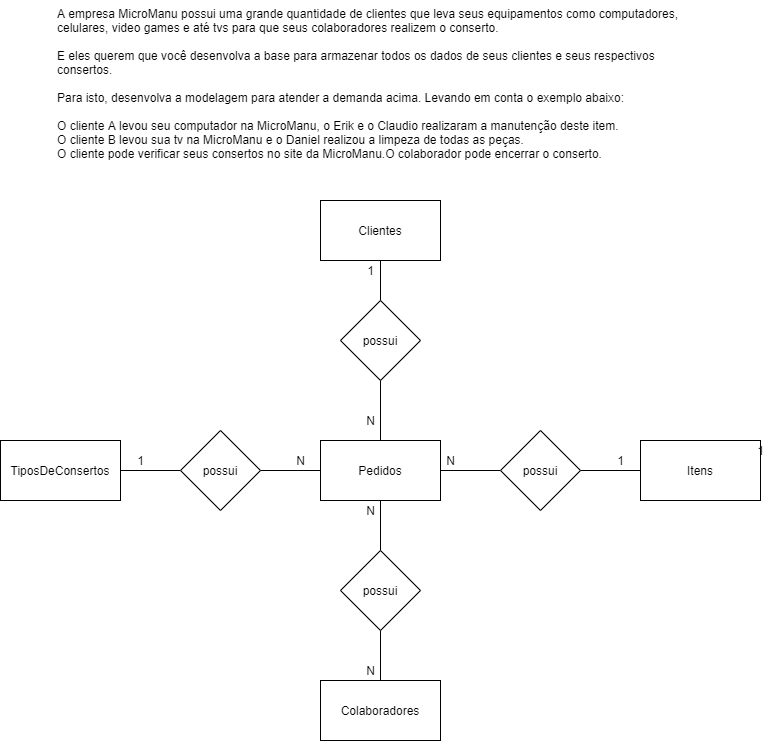 A empresa MicroManu possui uma grande quantidade de clientes que leva seus equipamentos como computadores,
celulares, video games e até tvs para que seus colaboradores realizem o conserto.
E eles querem que você desenvolva a base para armazenar todos os dados de seus clientes e seus respectivos
consertos.
Para isto, desenvolva a modelagem para atender a demanda acima. Levando em conta o exemplo abaixo:
O cliente A levou seu computador na MicroManu, o Erik e o Claudio realizaram a manutenção deste item.
O cliente B levou sua tv na MicroManu e o Daniel realizou a limpeza de todas as peças.
O cliente pode verificar seus consertos no site da MicroManu.O colaborador pode encerrar o conserto.
Clientes
1
possui
N
TiposDeConsertos
1
possui
N
Pedidos
N
possui
1
Itens
1
N
possui
N
Colaboradores